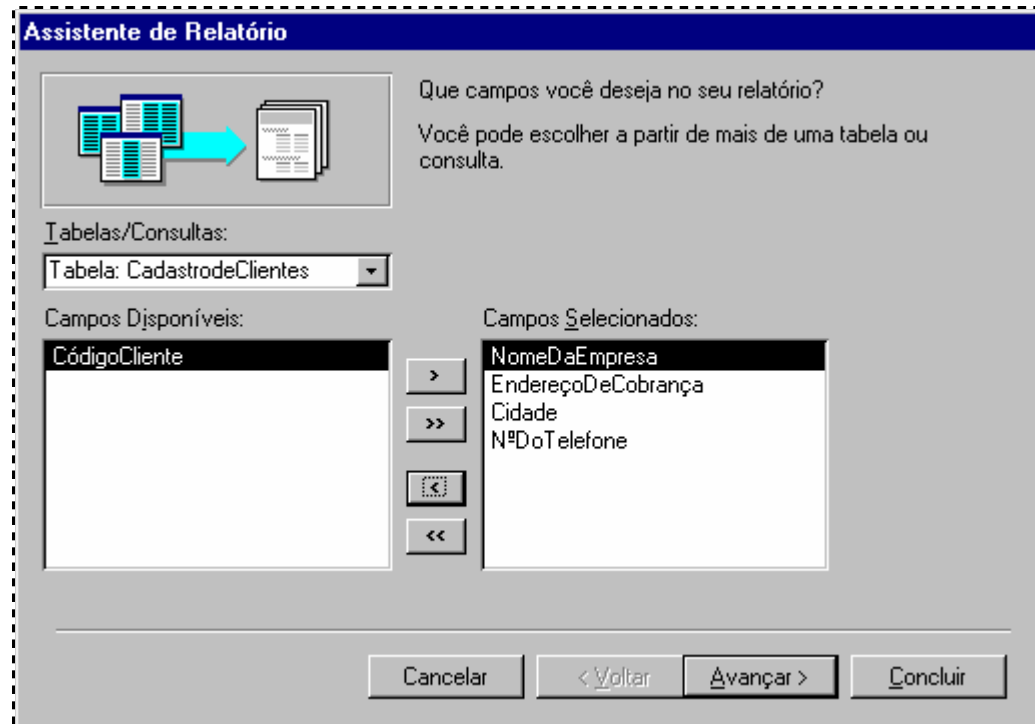 Assistente de Relatório
Que campos você deseja no seu relatório?
Você pode escolher a partir de mais de uma tabela ou
consulta.
Tabelas/Consultas:
Tabela: CadastrodeClientes
Campos Disponíveis:
CódigoCliente
>
>>
<
<<
Campos Selecionados:
NomeDaEmpresa
EndereçoDeCobrança
Cidade
NºDoTelefone
Cancelar
< Voltar
Avançar >
Concluir